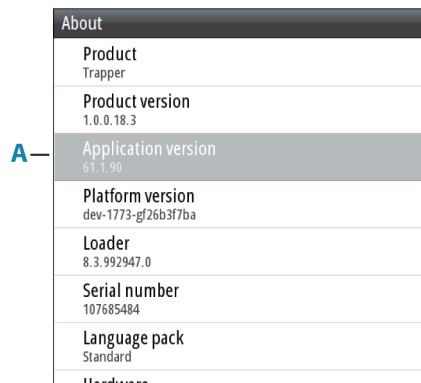 About
Product
Trapper
Product version
1.0.0.18.3
A
Application version
61.1.90
Platform version
dev-1773-gf26b3f7ba
Loader
8.3.992947.0
Serial number
107685484
Language pack
Standard
Hardware